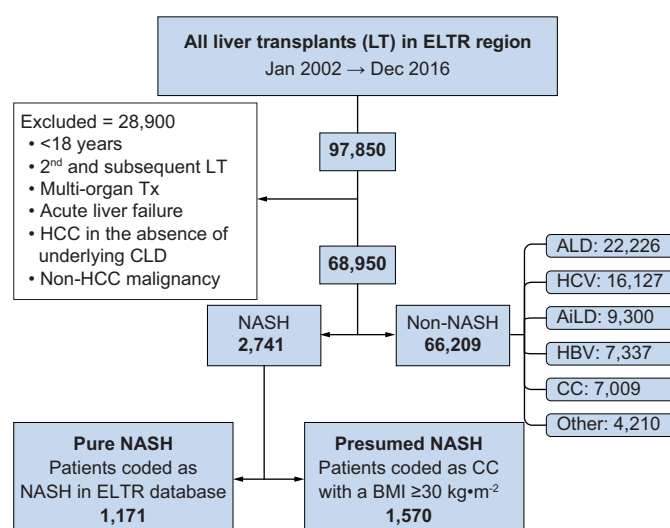 All liver transplants (LT) in ELTR region
Jan 2002 → Dec 2016
Excluded = 28,900
• <18 years
• 2nd and subsequent LT
• Multi-organ Tx
• Acute liver failure
• HCC in the absence of
underlying CLD
• Non-HCC malignancy
97,850
68,950
NASH
2,741
Non-NASH
66,209
ALD: 22,226
HCV: 16,127
AiLD: 9,300
HBV: 7,337
CC: 7,009
Other: 4,210
Pure NASH
Patients coded as
NASH in ELTR database
1,171
Presumed NASH
Patients coded as CC
with a BMI ≥30 kg•m-2
1,570